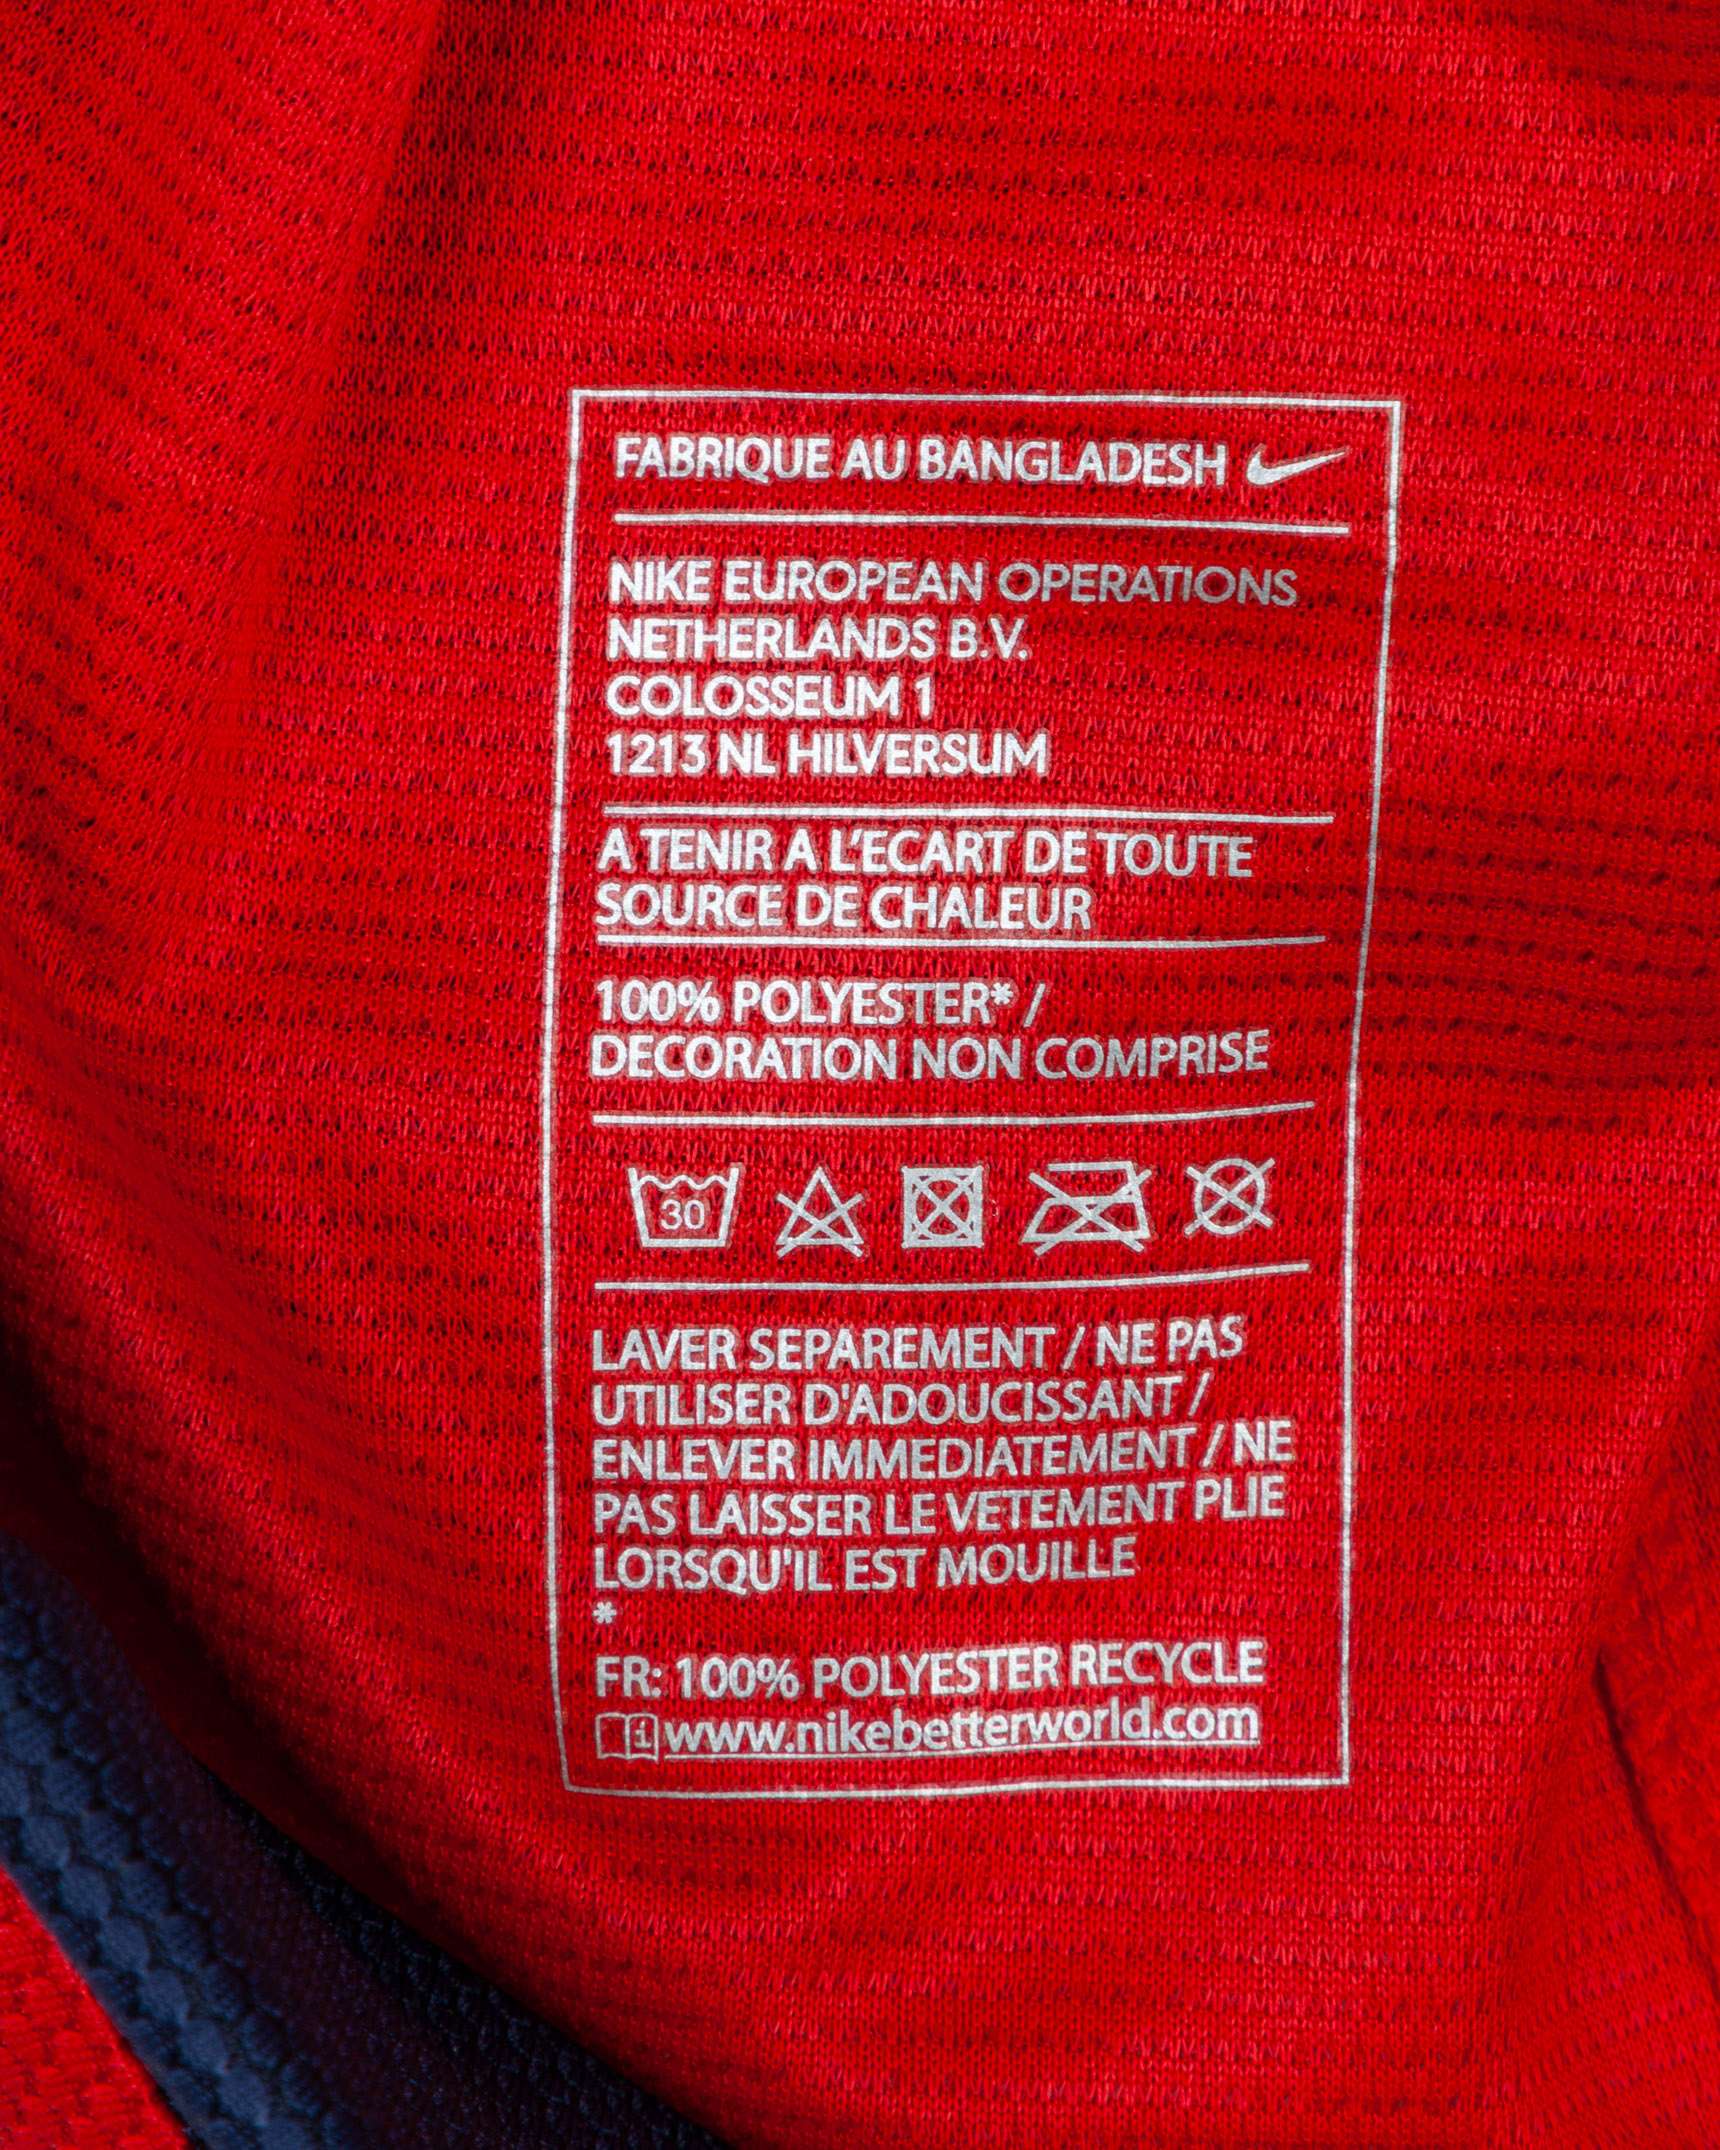 FABRIQUE AU BANGLADESH
NIKE EUROPEAN OPERATIONS
NETHERLANDS B.V.
COLOSSEUM 1
1213 NL HILVERSUM
A TENIR A L'ECART DE TOUTE
SOURCE DE CHALEUR
100% POLYESTER* /
DECORATION NON COMPRISE
30
LAVER SEPAREMENT / NE PAS
UTILISER D'ADOUCISSANT /
ENLEVER IMMEDIATEMENT / NE
PAS LAISSER LE VETEMENT PLIE
LORSQU'IL EST MOUILLE
*
FR: 100% POLYESTER RECYCLE
i www.nikebetterworld.com